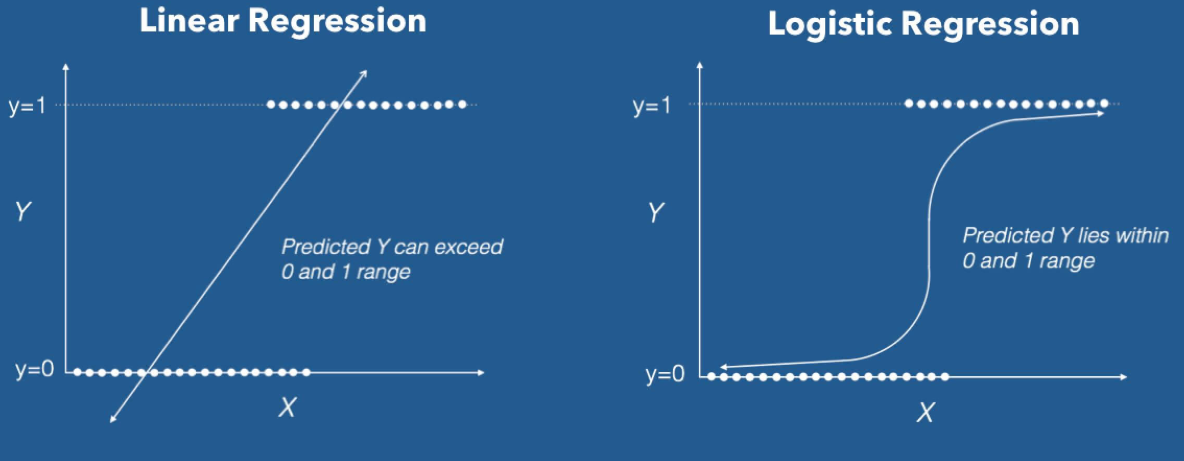 Linear Regression
y=1
Y
Predicted Y can exceed
0 and 1 range
y=0
X
Logistic Regression
y=1
Y
Predicted Y lies within
0 and 1 range
y=0
X